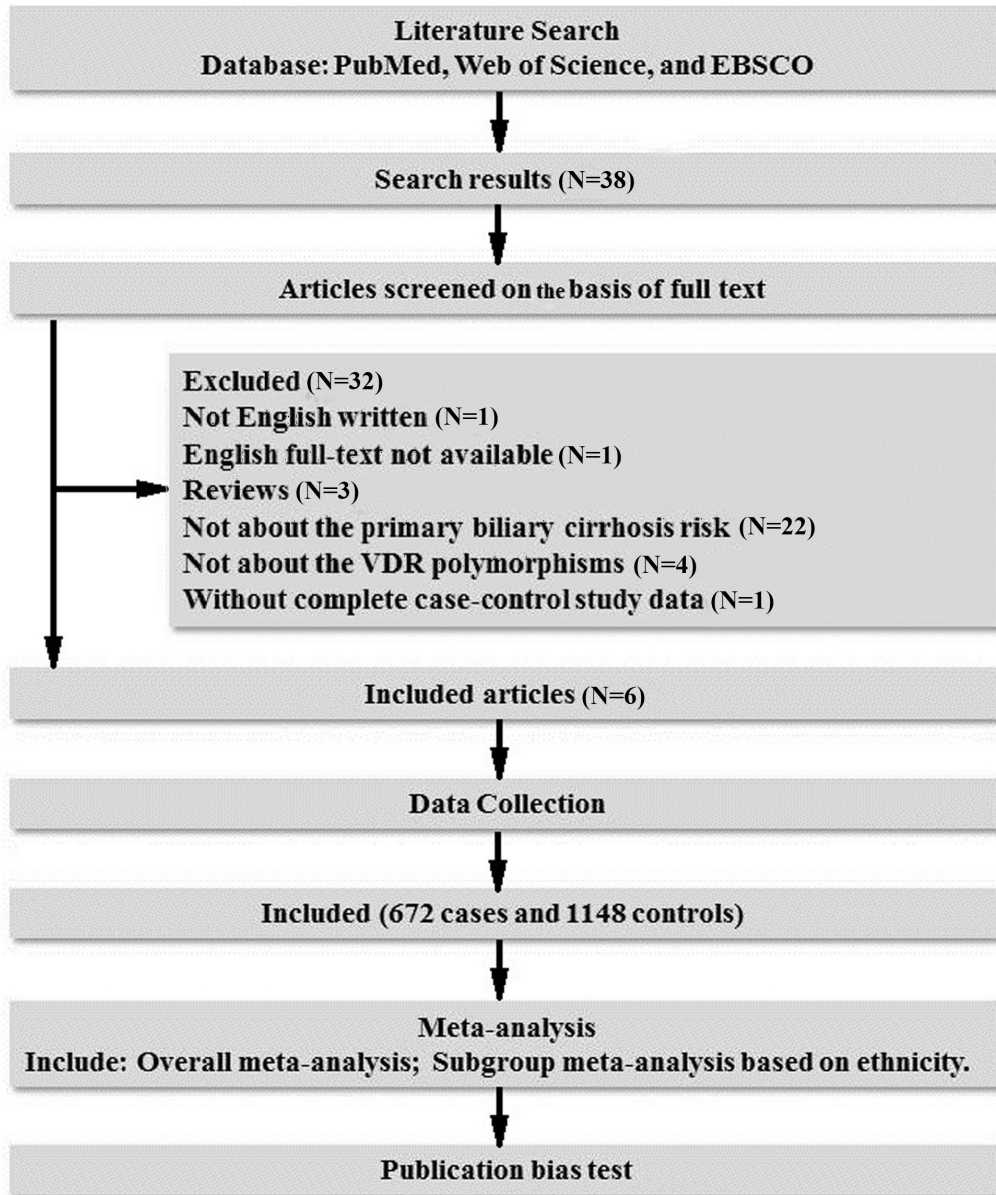 Literature Search
Database: PubMed, Web of Science, and EBSCO
Search results (N=38)
Articles screened on the basis of full text
Excluded (N=32)
Not English written (N=1)
English full-text not available (N=1)
Reviews (N=3)
Not about the primary biliary cirrhosis risk (N=22)
Not about the VDR polymorphisms (N=4)
Without complete case-control study data (N=1)
Included articles (N=6)
Data Collection
Included (672 cases and 1148 controls)
Meta-analysis
Include: Overall meta-analysis; Subgroup meta-analysis based on ethnicity.
Publication bias test